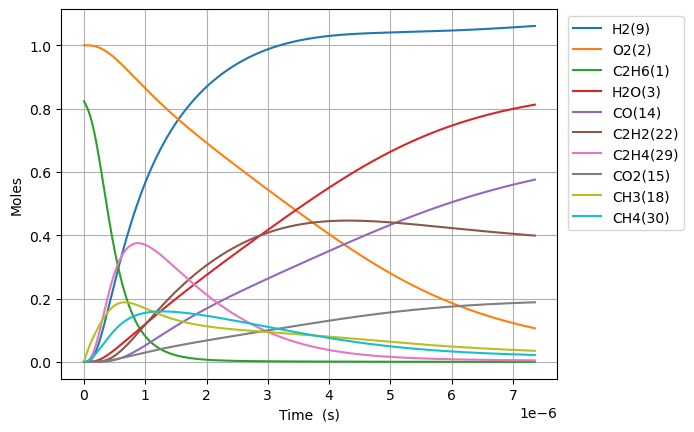 H2(9)
O2(2)
C2H6(1)
H2O(3)
CO(14)
C2H2(22)
C2H4(29)
CO2(15)
CH3(18)
CH4(30)
Moles
1.0
0.8
0.6
0.4
0.2
0.0
0 1 2 3 4 5 6 7
1e-6
Time (s)